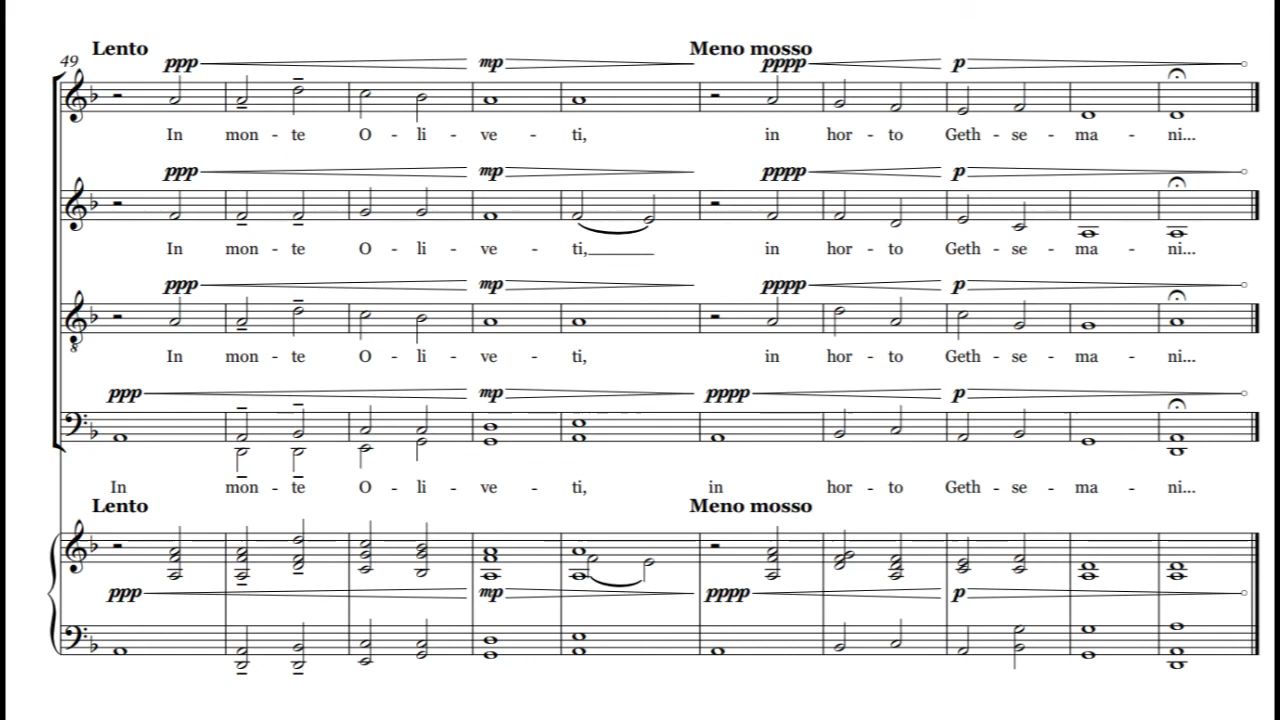 Lento Meno mosso
49 ppp mp pppp p
In mon - te O - li - ve - ti, in hor - to Geth - se - ma - ni...
ppp mp pppp p
In mon - te O - li - ve - ti, in hor - to Geth - se - ma - ni...
ppp mp pppp p
8
In mon - te O - li - ve - ti, in hor - to Geth - se - ma - ni...
ppp mp pppp p
In mon - te O - li - ve - ti, in hor - to Geth - se - ma - ni...
Lento Meno mosso
ppp mp pppp p